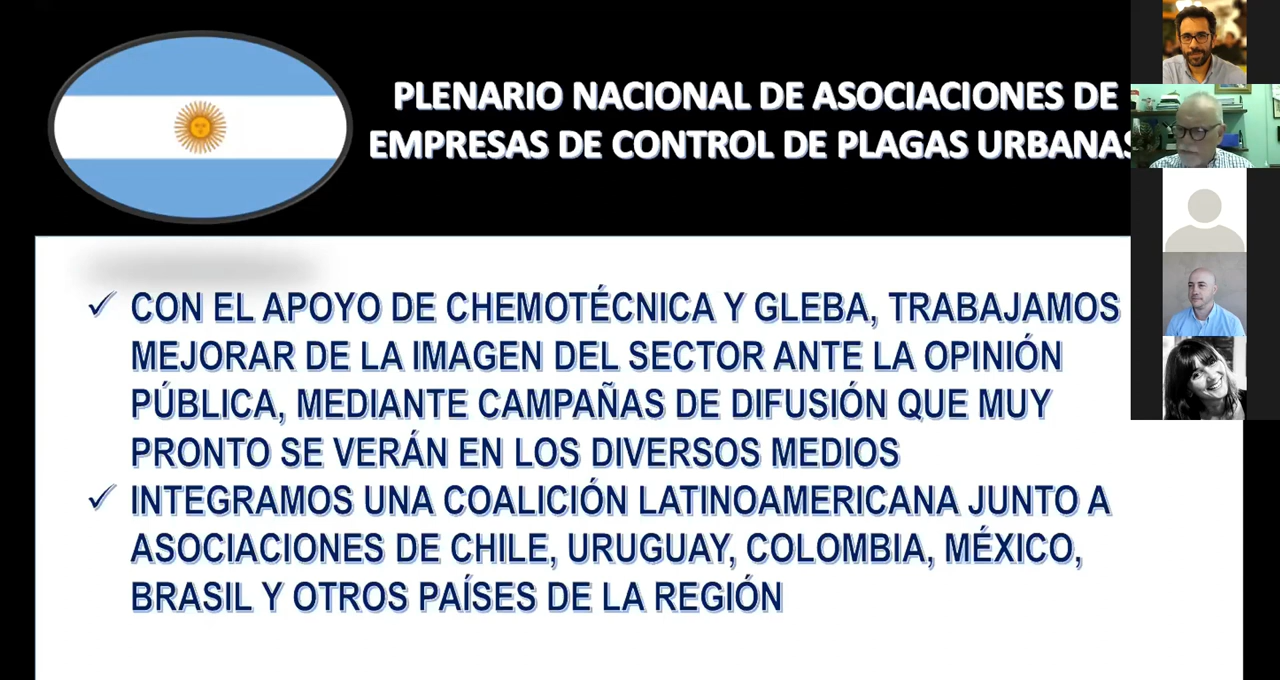 PLENARIO NACIONAL DE ASOCIACIONES DE
EMPRESAS DE CONTROL DE PLAGAS URBANAS
✓ CON EL APOYO DE CHEMOTÉCNICA Y GLEBA, TRABAJAMOS
MEJORAR DE LA IMAGEN DEL SECTOR ANTE LA OPINIÓN
PÚBLICA, MEDIANTE CAMPAÑAS DE DIFUSIÓN QUE MUY
PRONTO SE VERÁN EN LOS DIVERSOS MEDIOS
✓ INTEGRAMOS UNA COALICIÓN LATINOAMERICANA JUNTO A
ASOCIACIONES DE CHILE, URUGUAY, COLOMBIA, MÉXICO,
BRASIL Y OTROS PAÍSES DE LA REGIÓN